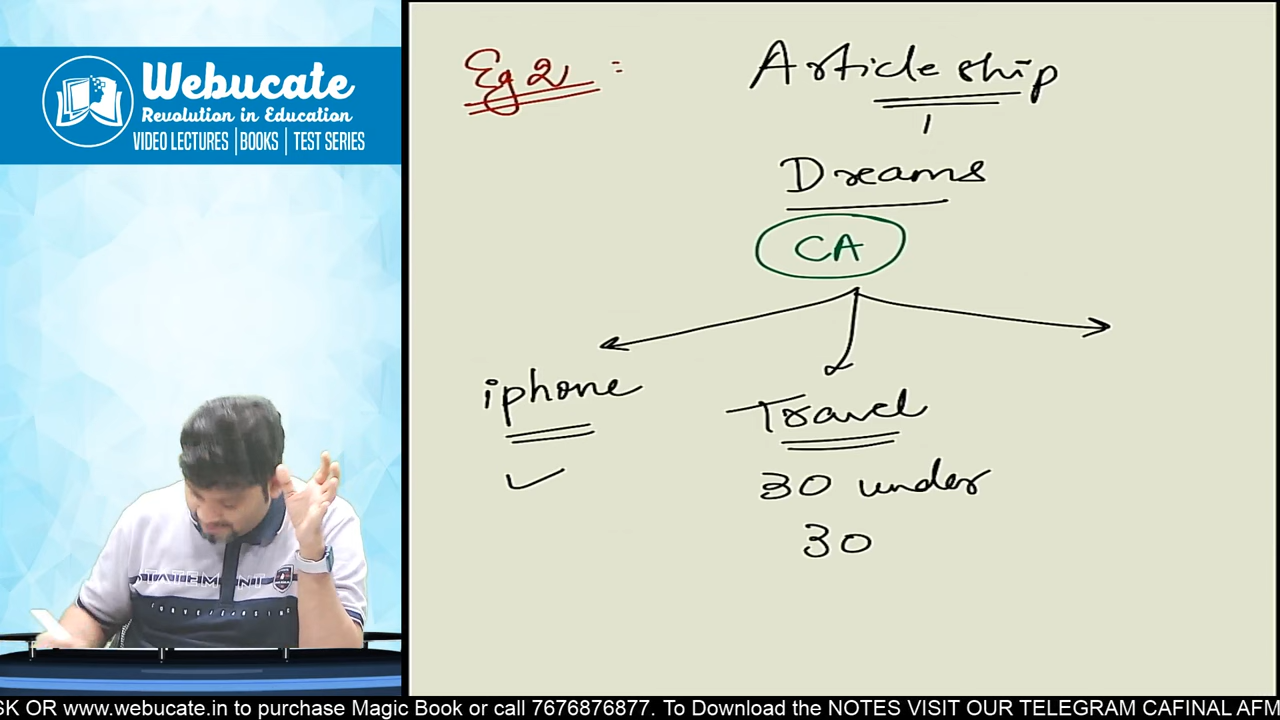 Webucate
Revolution in Education
VIDEO LECTURES | BOOKS | TEST SERIES
Eg 2 :
Articleship
Dreams
CA
iphone
Travel
30 under
30
STATEMENT
SK OR www.webucate.in to purchase Magic Book or call 7676876877. To Download the NOTES VISIT OUR TELEGRAM CAFINAL AFM